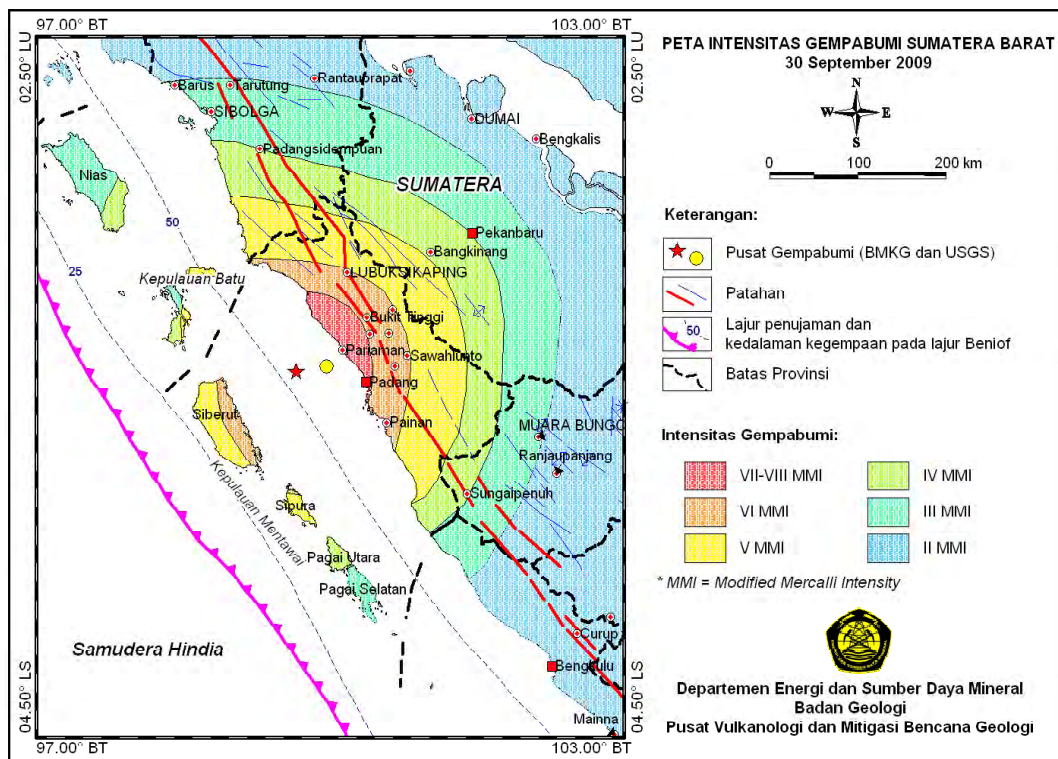 97.00° BT
103.00° BT
02.50° LU
02.50° LU
Rantauprapat
Barus
Tarutung
SIBOLGA
DUMAI
Bengkalis
Padangsidempuan
Nias
SUMATERA
50
Pekanbaru
Bangkinang
25
Kepulauan Batu
LUBUKSIKAPING
Bukit Tinggi
Pariaman
Sawahlunto
Padang
Siberut
Painan
MUARA BUNGO
Ranjaupanjang
Kepulauan Mentawai
Sipura
Sungaipenuh
Pagai Utara
Pagai Selatan
Samudera Hindia
Curup
Bengkulu
Mainna
04.50° LS
04.50° LS
97.00° BT
103.00° BT
PETA INTENSITAS GEMPABUMI SUMATERA BARAT
30 September 2009
N
W E
S
0 100 200 km
Keterangan:
Pusat Gempabumi (BMKG dan USGS)
Patahan
50
Lajur penujaman dan
kedalaman kegempaan pada lajur Beniof
Batas Provinsi
Intensitas Gempabumi:
VII-VIII MMI
IV MMI
VI MMI
III MMI
V MMI
II MMI
* MMI = Modified Mercalli Intensity
Departemen Energi dan Sumber Daya Mineral
Badan Geologi
Pusat Vulkanologi dan Mitigasi Bencana Geologi